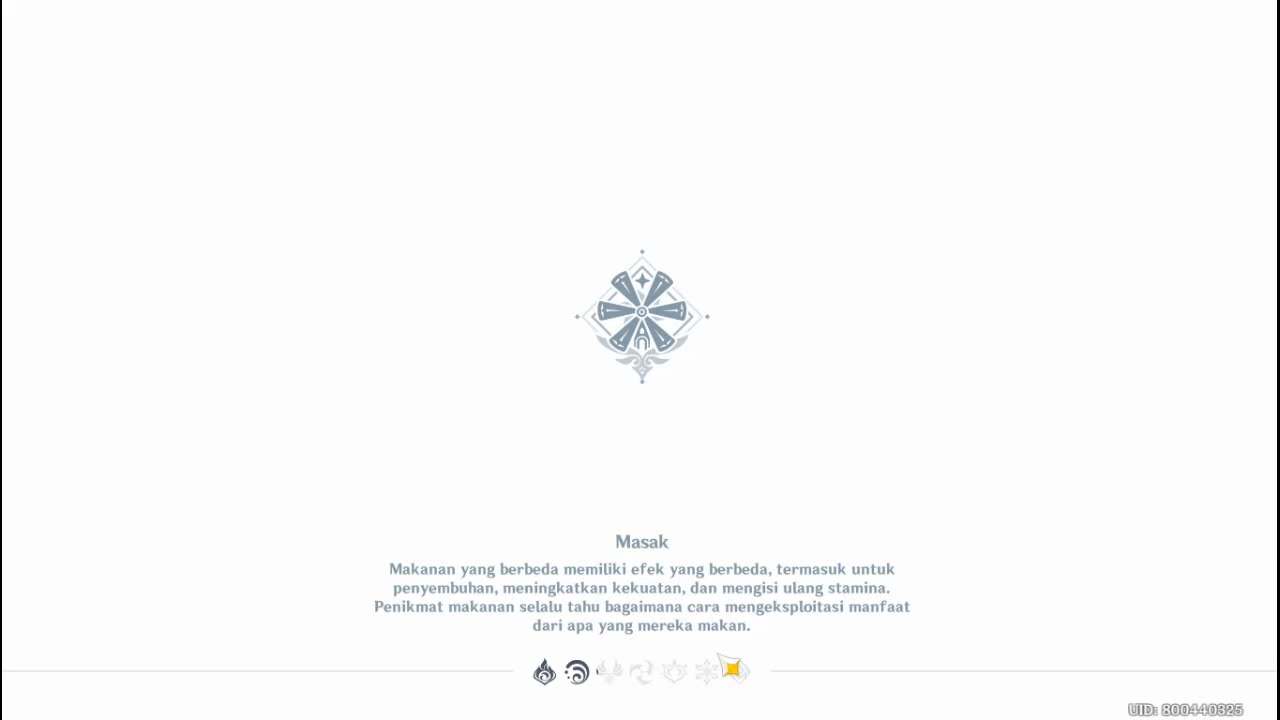 Masak
Makanan yang berbeda memiliki efek yang berbeda, termasuk untuk
penyembuhan, meningkatkan kekuatan, dan mengisi ulang stamina.
Penikmat makanan selalu tahu bagaimana cara mengeksploitasi manfaat
dari apa yang mereka makan.
UID: 800440325